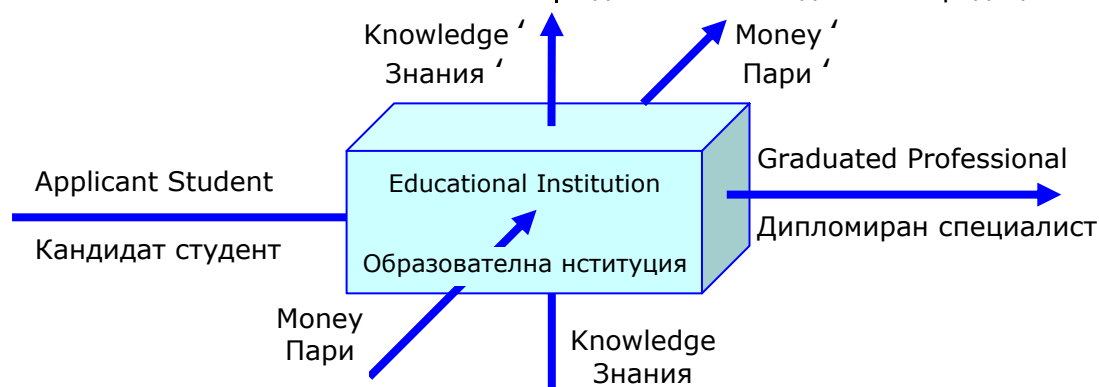 Knowledge ‘
Знания ‘
Money ‘
Пари ‘
Applicant Student
Кандидат студент
Educational Institution
Образователна нституция
Graduated Professional
Дипломиран специалист
Money
Пари
Knowledge
Знания